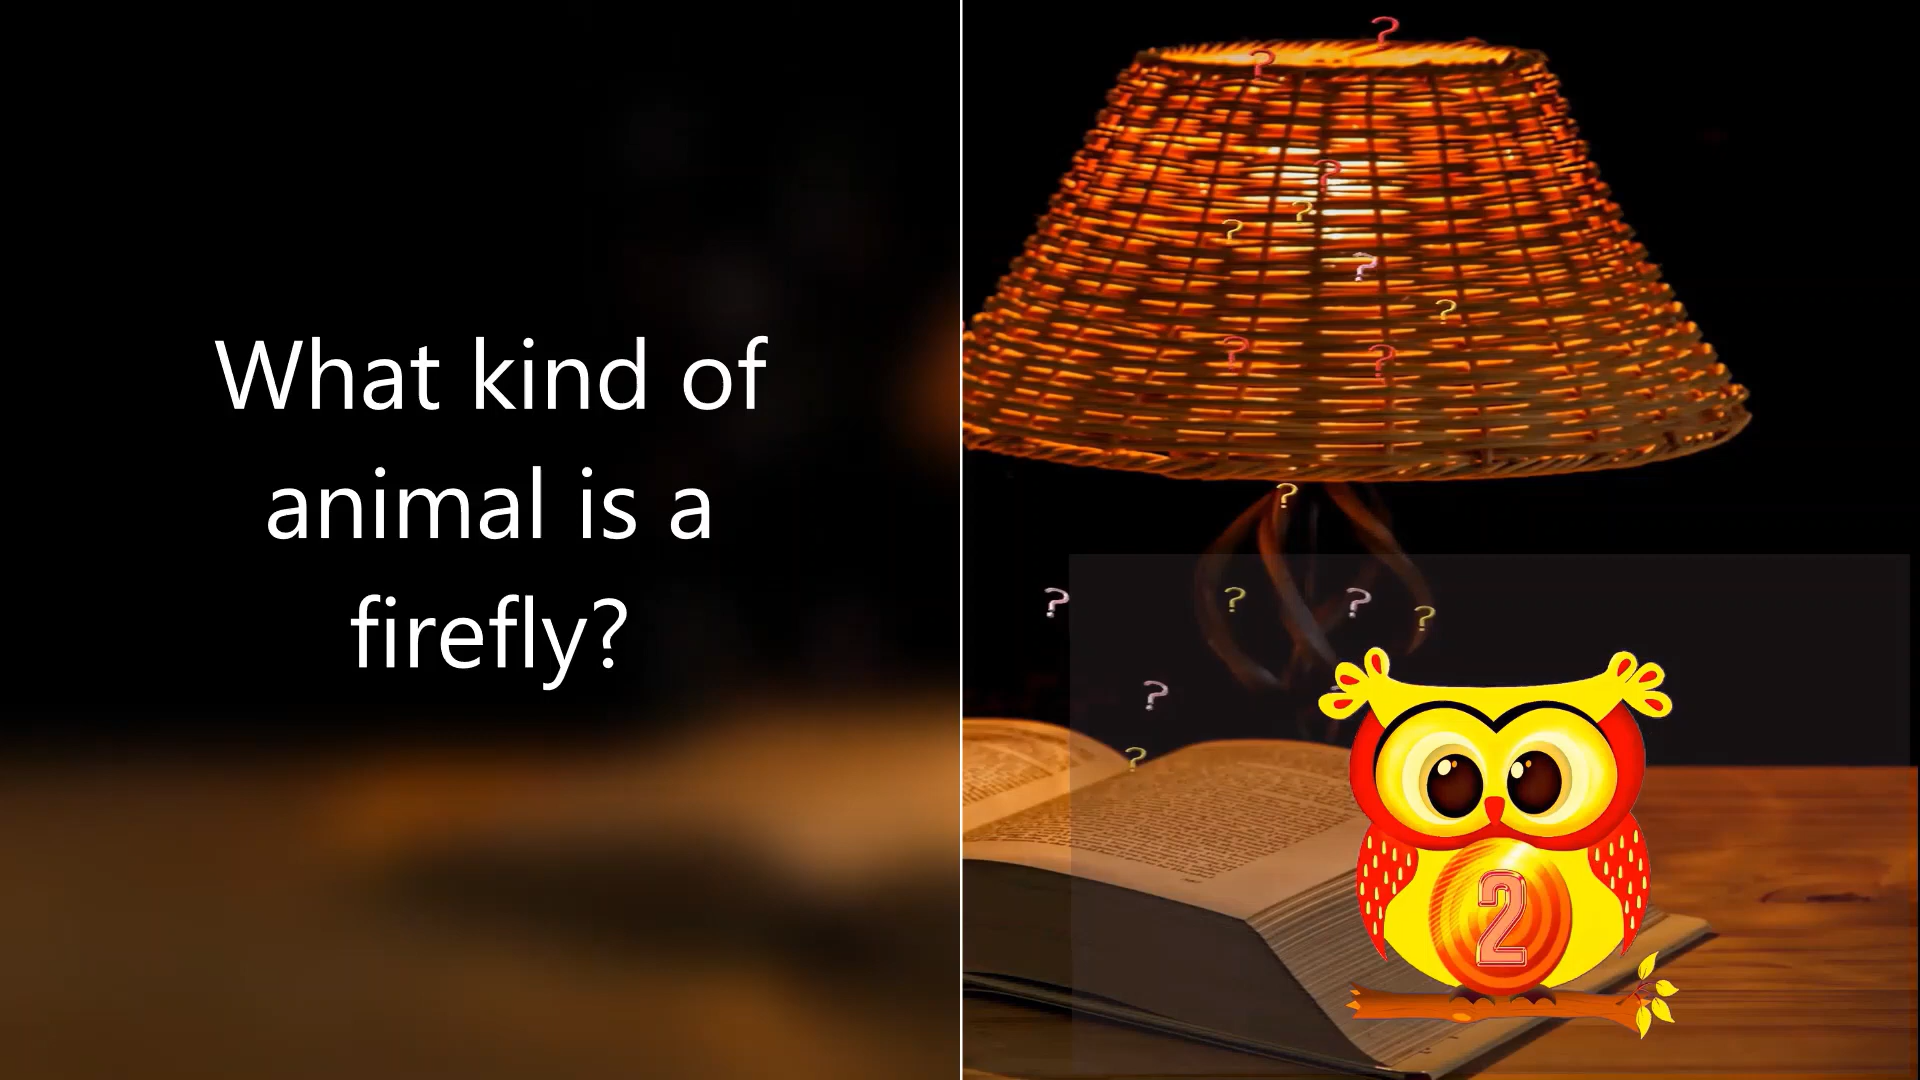 What kind of
animal is a
firefly?
2